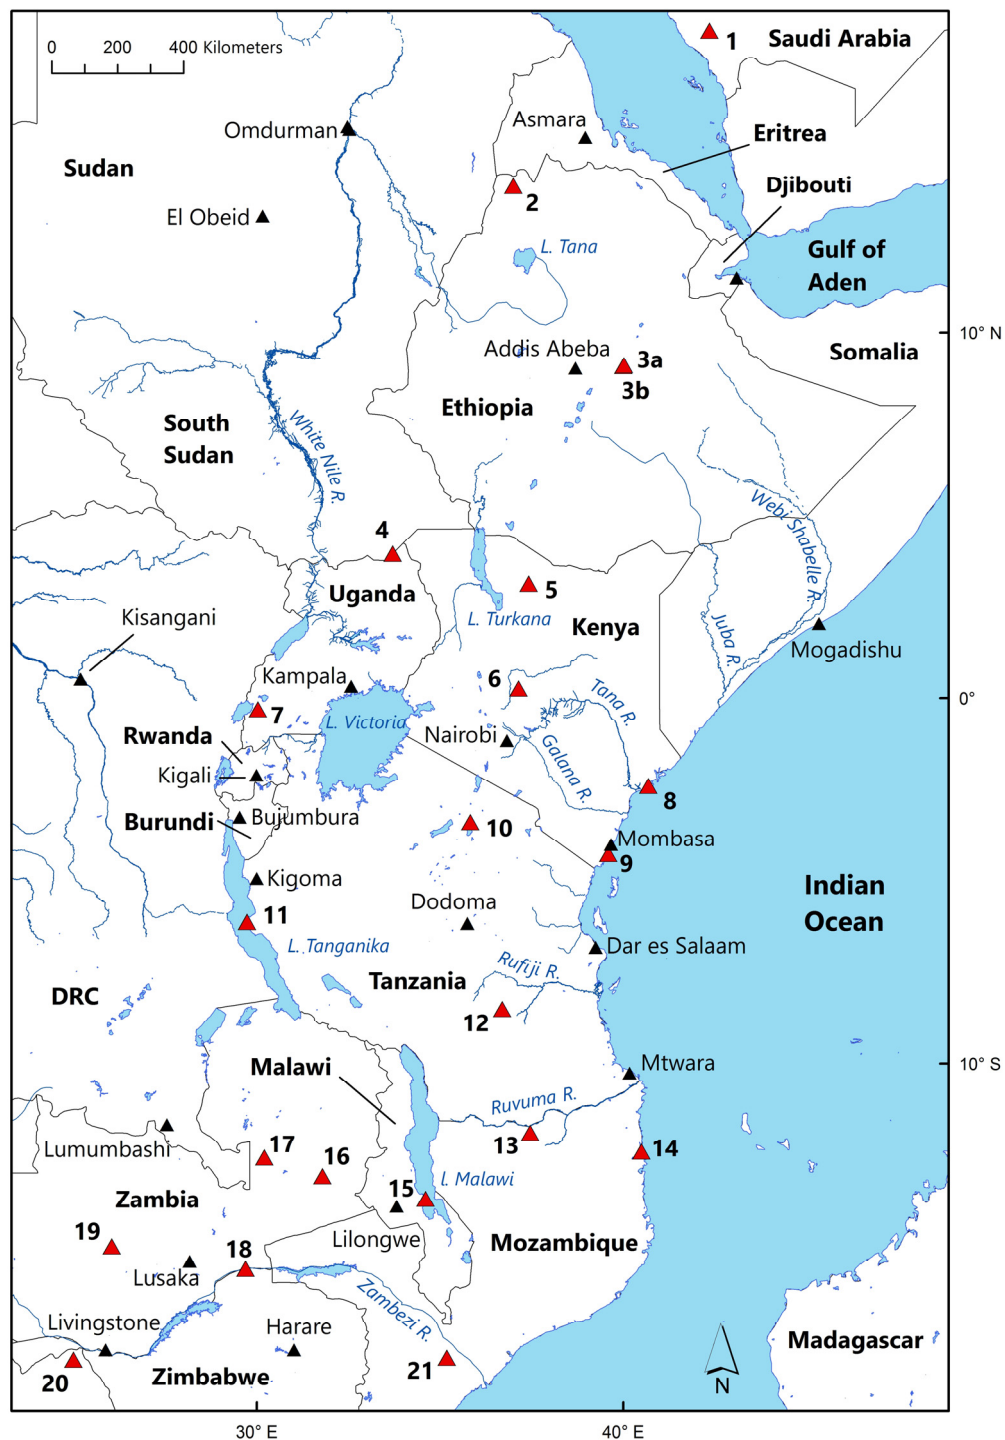 0 200 400 Kilometers
1
Saudi Arabia
Asmara
Omdurman
Eritrea
Sudan
Djibouti
2
El Obeid
L. Tana
Gulf of
Aden
10° N
Addis Abeba
3a
3b
Somalia
Ethiopia
South
Sudan
White Nile R.
Webi Shabelle R.
4
Uganda
5
L. Turkana
Kenya
Juba R.
Kisangani
Mogadishu
Kampala
6
Tana R.
0°
7
L. Victoria
Nairobi
Galana R.
Rwanda
Kigali
8
Burundi
Bujumbura
10
Mombasa
9
Kigoma
Indian
Ocean
Dodoma
11
L. Tanganika
Dar es Salaam
Rufiji R.
Tanzania
DRC
12
Malawi
Mtwara
10° S
Ruvuma R.
Lumumbashi
17
16
13
14
15
l. Malawi
Zambia
19
18
Lilongwe
Mozambique
Lusaka
Zambezi R.
Livingstone
Harare
Madagascar
20
Zimbabwe
21
N
30° E
40° E